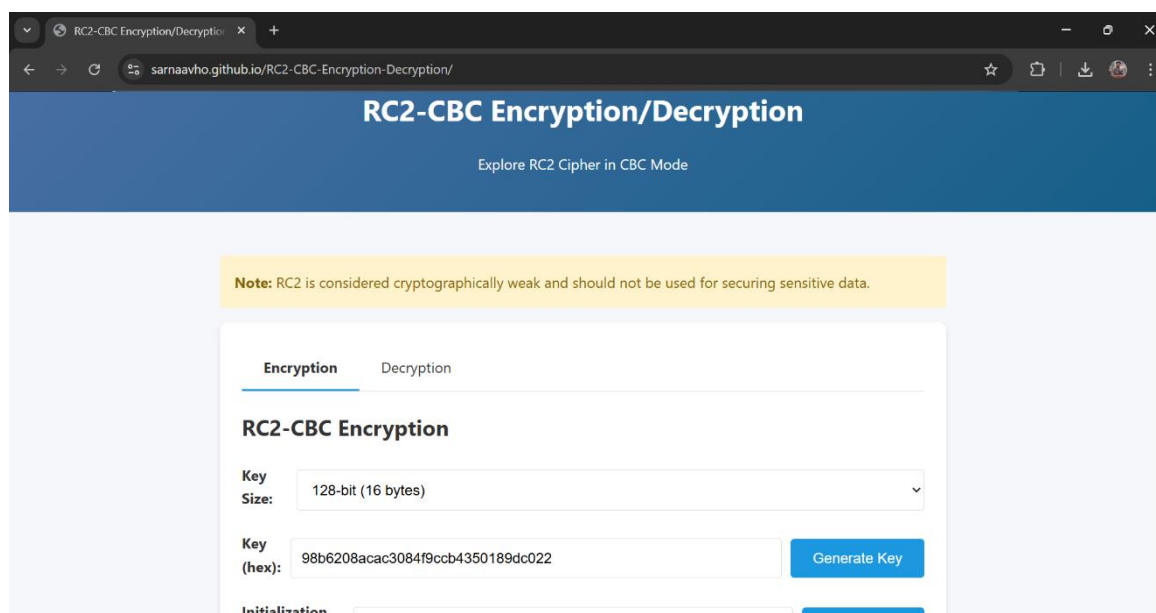 RC2-CBC Encryption/Decryptio
sarnaavho.github.io/RC2-CBC-Encryption-Decryption/
RC2-CBC Encryption/Decryption
Explore RC2 Cipher in CBC Mode
Note: RC2 is considered cryptographically weak and should not be used for securing sensitive data.
Encryption Decryption
RC2-CBC Encryption
Key
Size:
128-bit (16 bytes)
Key
(hex):
98b6208acac3084f9ccb4350189dc022
Generate Key
Initialization